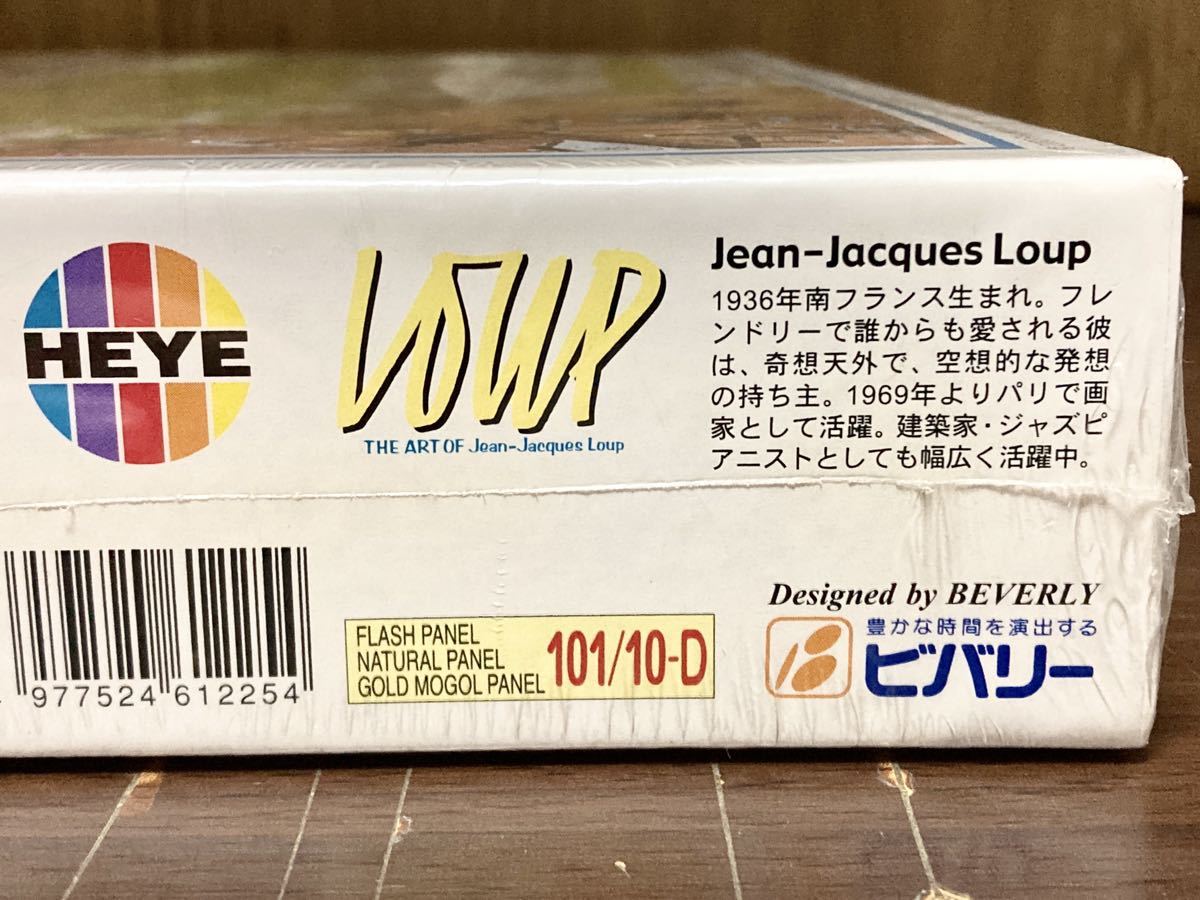 HEYE
LOUP
THE ART OF Jean-Jacques Loup
Jean-Jacques Loup
1936年南フランス生まれ。フレ
ンドリーで誰からも愛される彼
は、奇想天外で、空想的な発想
の持ち主。1969年よりパリで画
家として活躍。建築家・ジャズピ
アニストとしても幅広く活躍中。
977524 612254
FLASH PANEL
NATURAL PANEL
GOLD MOGOL PANEL
101/10-D
Designed by BEVERLY
豊かな時間を演出する
ビバリー